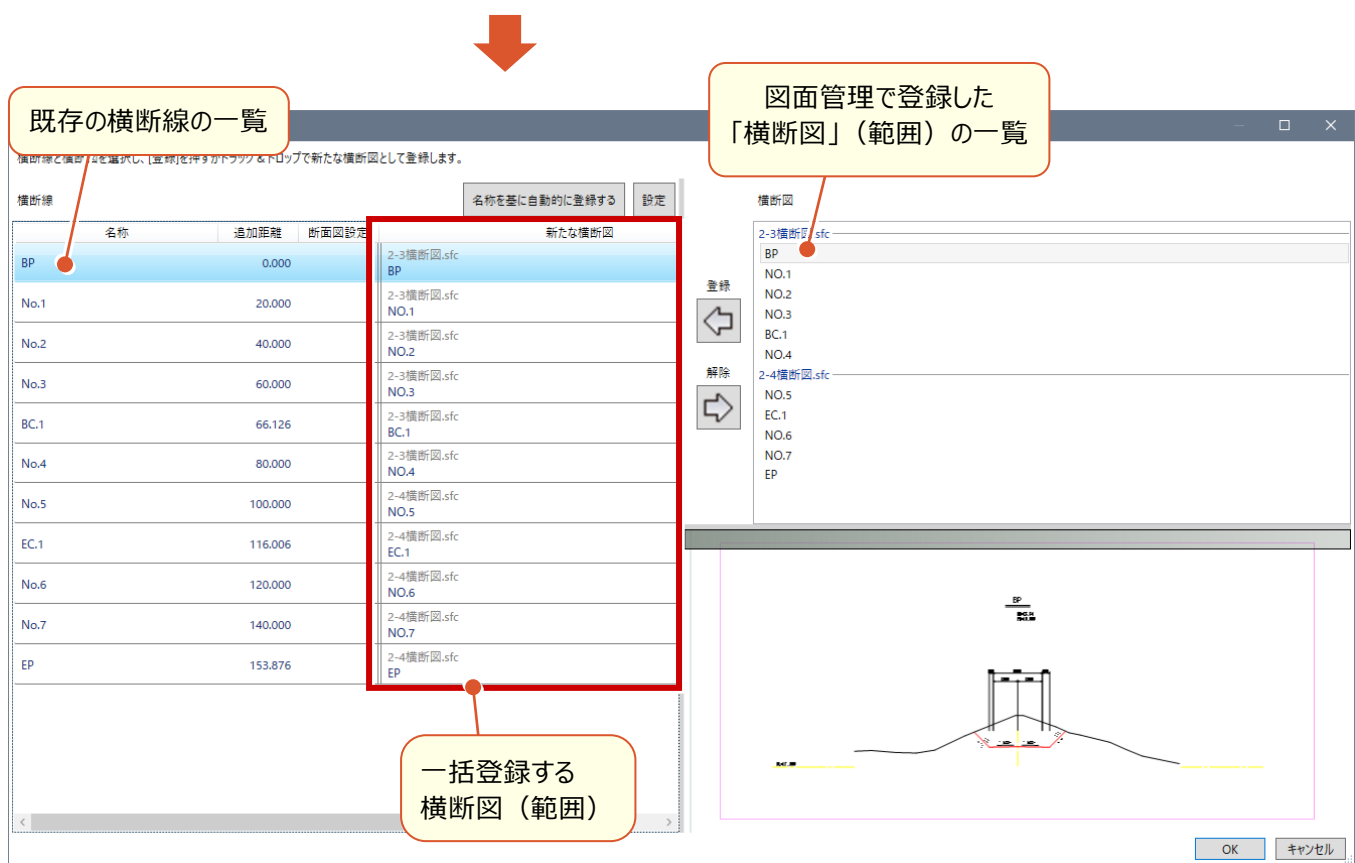 既存の横断線の一覧
図面管理で登録した
「横断図」（範囲）の一覧
横断線と横断図を選択し、[登録]を押すかドラッグ＆ドロップで新たな横断図として登録します。
横断線
名称を基に自動的に登録する 設定
横断図
名称 追加距離 断面図設定 新たな横断図
BP 0.000 2-3横断図.sfc
BP
No.1 20.000 2-3横断図.sfc
NO.1
No.2 40.000 2-3横断図.sfc
NO.2
No.3 60.000 2-3横断図.sfc
NO.3
BC.1 66.126 2-3横断図.sfc
BC.1
No.4 80.000 2-3横断図.sfc
NO.4
No.5 100.000 2-4横断図.sfc
NO.5
EC.1 116.006 2-4横断図.sfc
EC.1
No.6 120.000 2-4横断図.sfc
NO.6
No.7 140.000 2-4横断図.sfc
NO.7
EP 153.876 2-4横断図.sfc
EP
登録
解除
2-3横断図.sfc
BP
NO.1
NO.2
NO.3
BC.1
NO.4
2-4横断図.sfc
NO.5
EC.1
NO.6
NO.7
EP
BP
一括登録する
横断図（範囲）
OK キャンセル